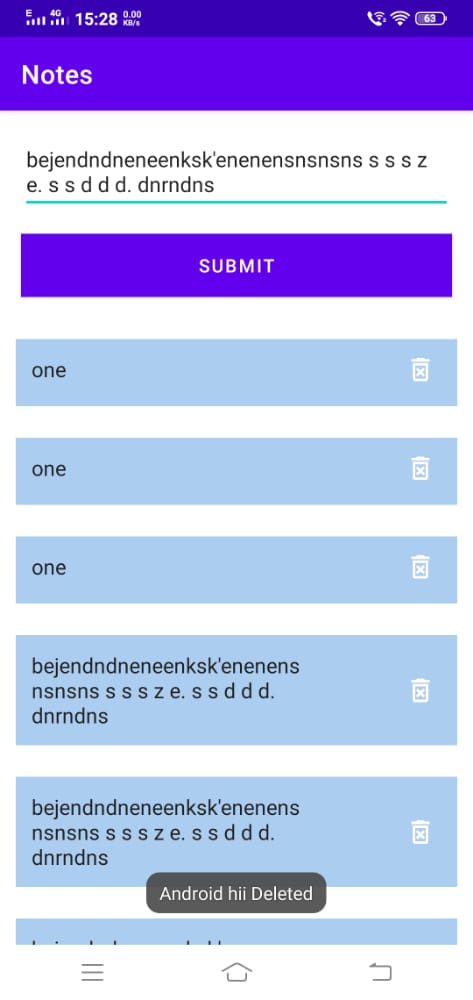 E 4G 15:28 0.00 KB/s 63
Notes
bejendndneneenksk'enenensnsnsns s s s z
e. s s d d d. dnrndns
SUBMIT
one
one
one
bejendndneneenksk'enenens
nsnsns s s s z e. s s d d d.
dnrndns
bejendndneneenksk'enenens
nsnsns s s s z e. s s d d d.
dnrndns
Android hii Deleted